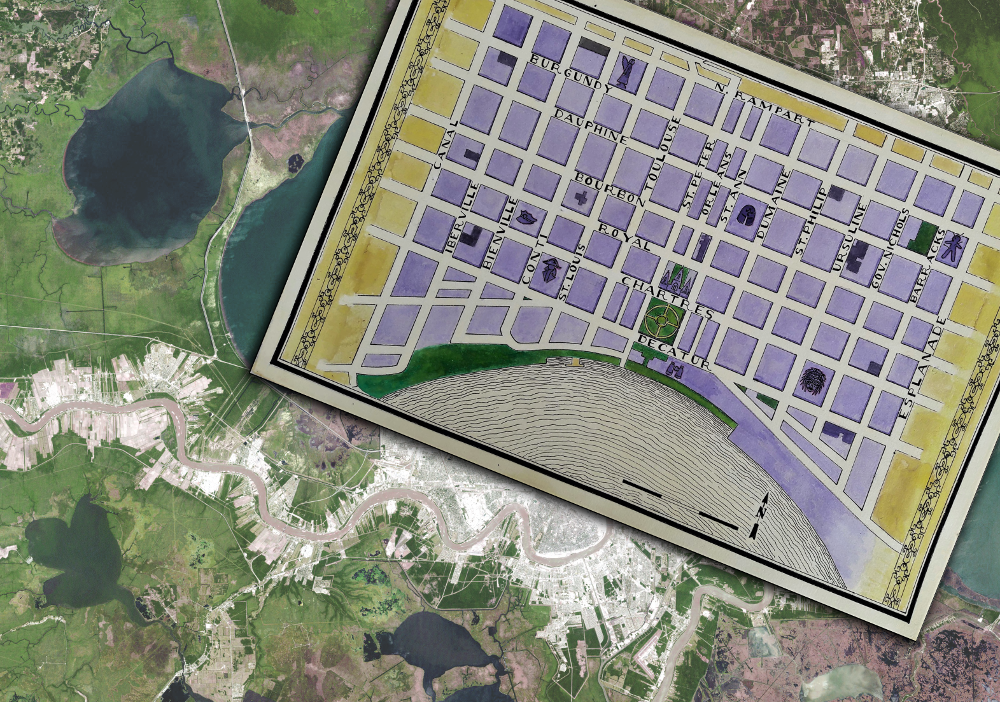 N. RAMPART
BURGUNDY
DAUPHINE
BOURBON
ROYAL
CHARTRES
DECATUR
CANAL
IBERVILLE
BIENVILLE
CONTI
ST. LOUIS
TOULOUSE
ST. PETER
ORLEANS
ST. ANN
DUMAINE
ST. PHILIP
URSULINE
GOV. NICHOLS
BARRACKS
ESPLANADE
N